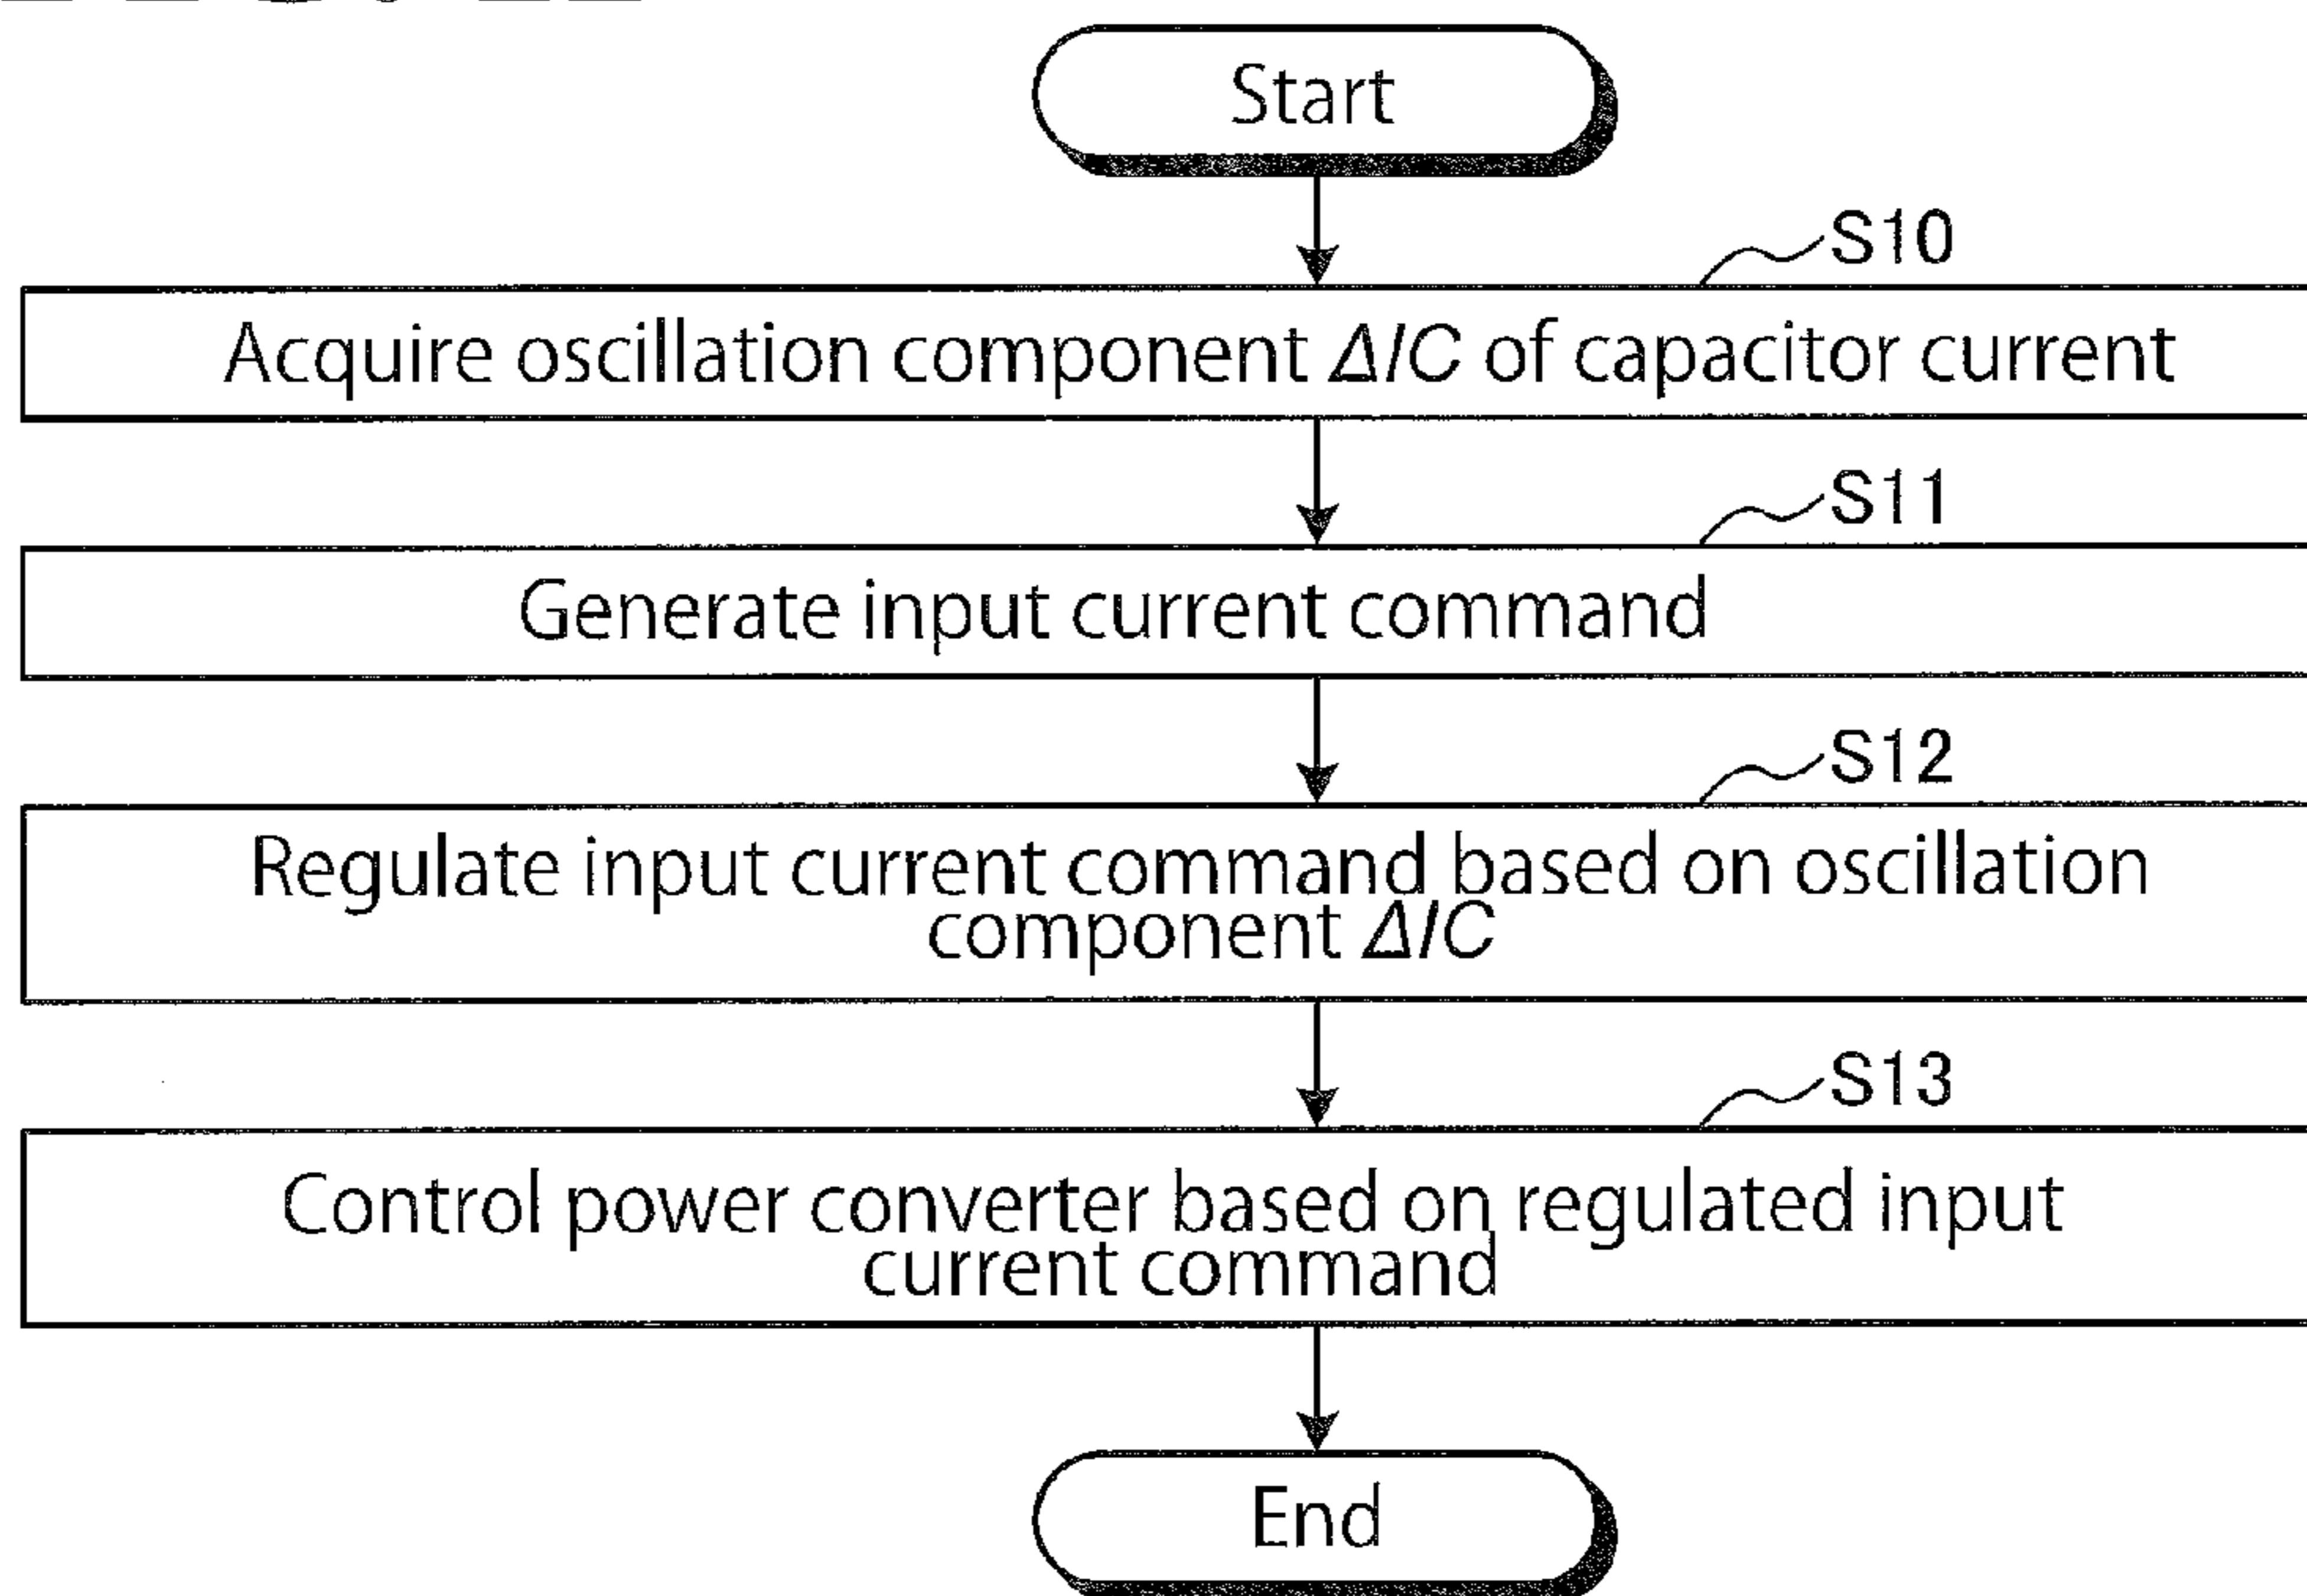 Start
S10
Acquire oscillation component ΔIC of capacitor current
S11
Generate input current command
S12
Regulate input current command based on oscillation
component ΔIC
S13
Control power converter based on regulated input
current command
End